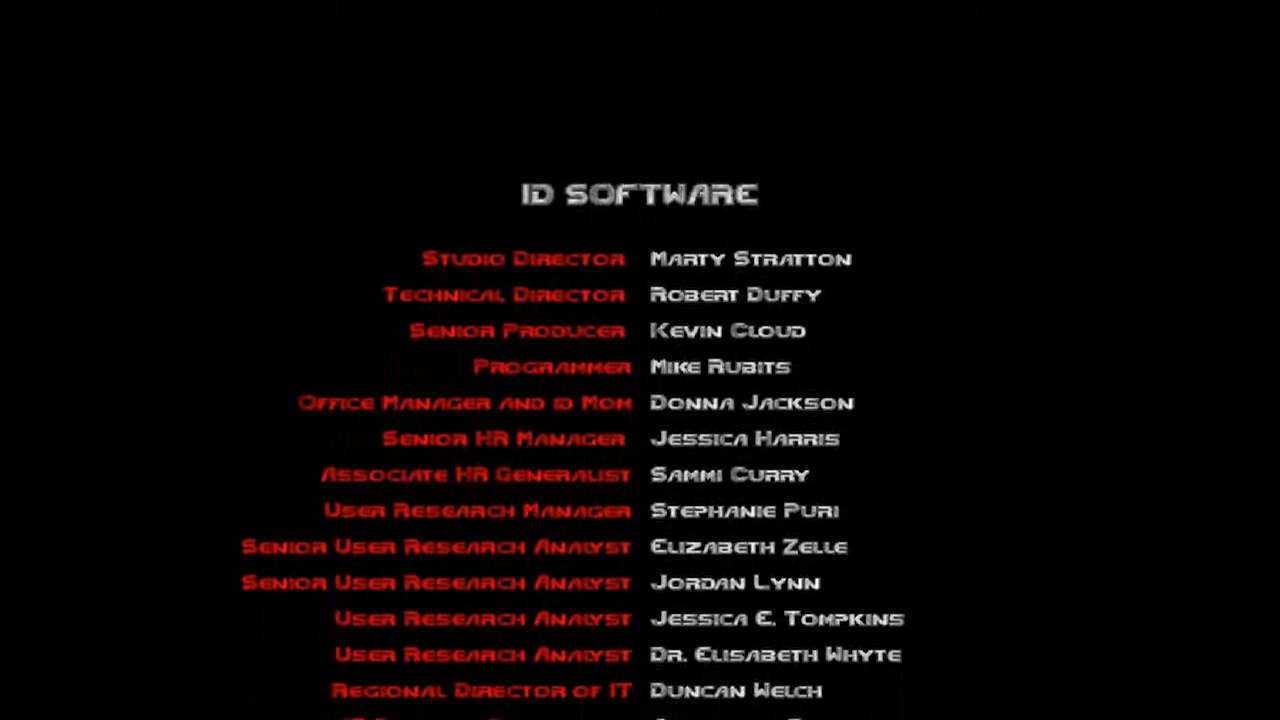 ID SOFTWARE
STUDIO DIRECTOR MARTY STRATTON
TECHNICAL DIRECTOR ROBERT DUFFY
SENIOR PRODUCER KEVIN CLOUD
PROGRAMMER MIKE RUBITS
OFFICE MANAGER AND ID MOM DONNA JACKSON
SENIOR HR MANAGER JESSICA HARRIS
ASSOCIATE HR GENERALIST SAMMI CURRY
USER RESEARCH MANAGER STEPHANIE PURI
SENIOR USER RESEARCH ANALYST ELIZABETH ZELLE
SENIOR USER RESEARCH ANALYST JORDAN LYNN
USER RESEARCH ANALYST JESSICA E. TOMPKINS
USER RESEARCH ANALYST DR. ELISABETH WHYTE
REGIONAL DIRECTOR OF IT DUNCAN WELCH